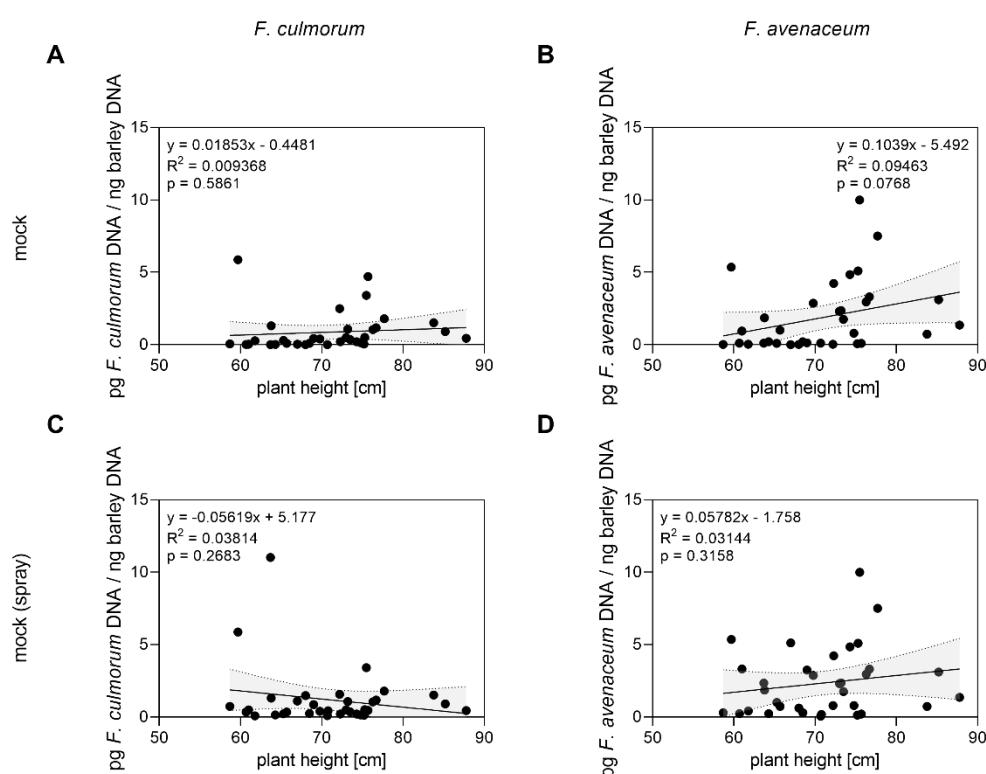 F. culmorum
F. avenaceum
A
B
mock
pg F. culmorum DNA / ng barley DNA
15
10
5
0
y = 0.01853x - 0.4481
R² = 0.009368
p = 0.5861
50
60
70
80
90
plant height [cm]
pg F. avenaceum DNA / ng barley DNA
15
10
5
0
y = 0.1039x - 5.492
R² = 0.09463
p = 0.0768
50
60
70
80
90
plant height [cm]
C
D
mock (spray)
pg F. culmorum DNA / ng barley DNA
15
10
5
0
y = -0.05619x + 5.177
R² = 0.03814
p = 0.2683
50
60
70
80
90
plant height [cm]
pg F. avenaceum DNA / ng barley DNA
15
10
5
0
y = 0.05782x - 1.758
R² = 0.03144
p = 0.3158
50
60
70
80
90
plant height [cm]